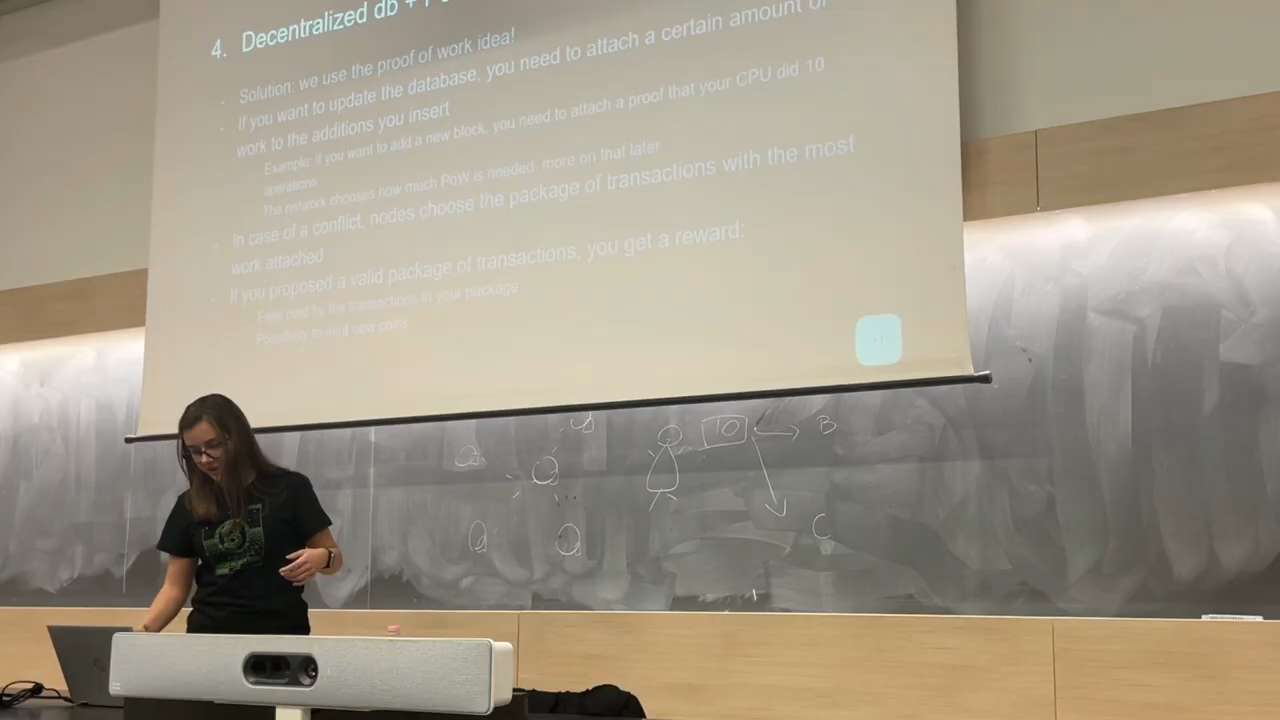 4. Decentralized db +
- Solution: we use the proof of work idea!
- If you want to update the database, you need to attach a certain amount of
work to the additions you insert
Example: if you want to add a new block, you need to attach a proof that your CPU did 10
operations
The network chooses how much PoW is needed, more on that later
- In case of a conflict, nodes choose the package of transactions with the most
work attached
- If you proposed a valid package of transactions, you get a reward:
Fees paid by the transactions in your package
Possibility to mint new coins
10
B
C